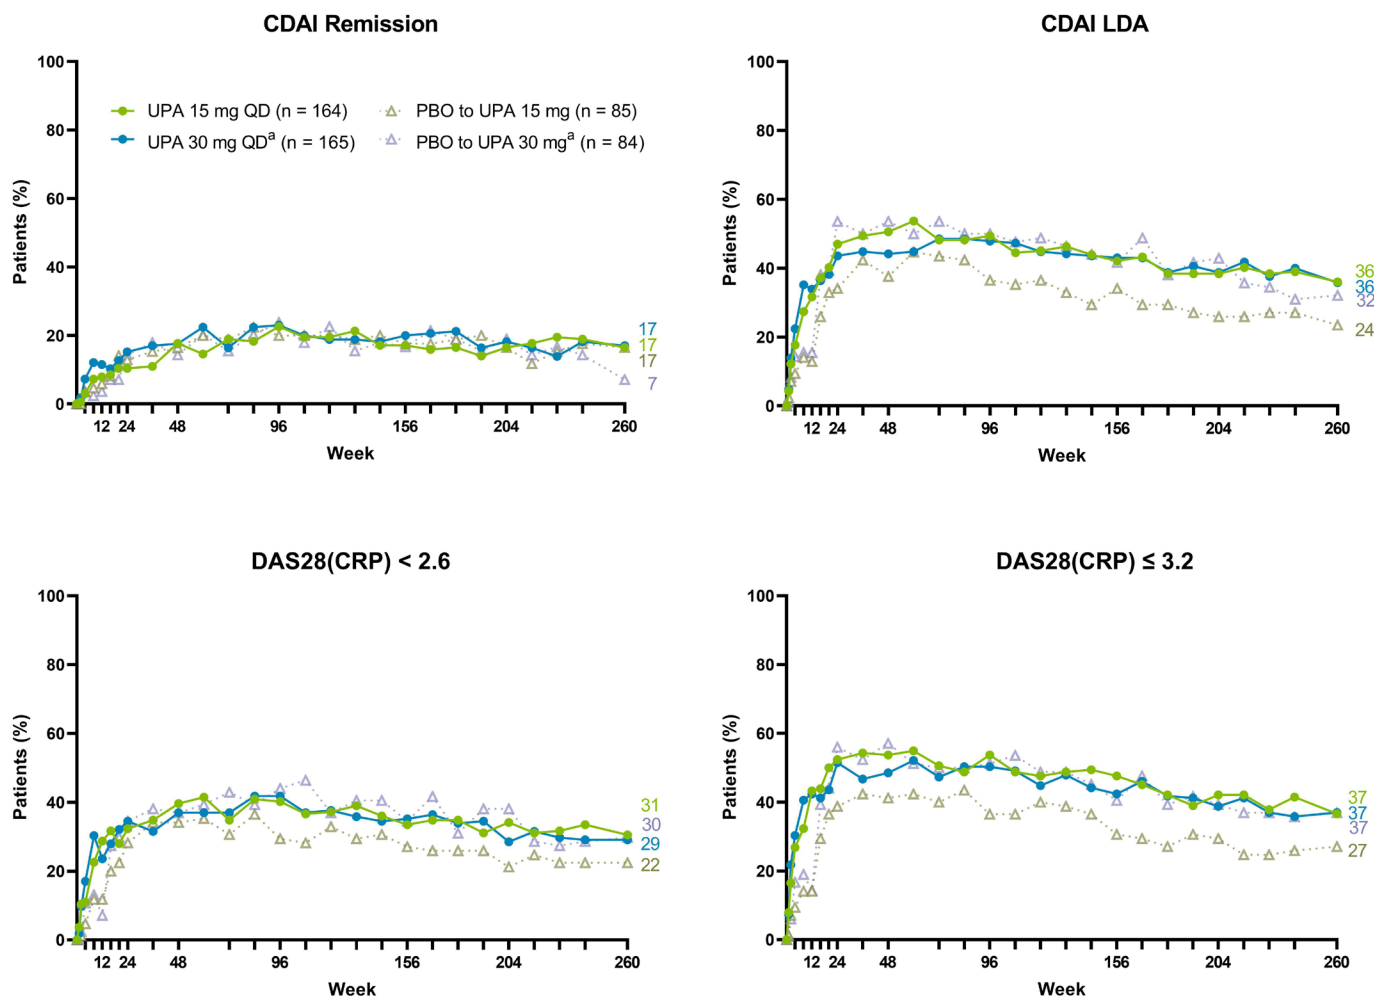 CDAI Remission
CDAI LDA
100
80
60
40
20
0
Patients (%)
UPA 15 mg QD (n = 164)
PBO to UPA 15 mg (n = 85)
UPA 30 mg QDa (n = 165)
PBO to UPA 30 mga (n = 84)
17
17
17
7
12 24 48 96 156 204 260
Week
100
80
60
40
20
0
Patients (%)
36
36
32
24
12 24 48 96 156 204 260
Week
DAS28(CRP) < 2.6
DAS28(CRP) ≤ 3.2
100
80
60
40
20
0
Patients (%)
31
30
29
22
12 24 48 96 156 204 260
Week
100
80
60
40
20
0
Patients (%)
37
37
37
27
12 24 48 96 156 204 260
Week